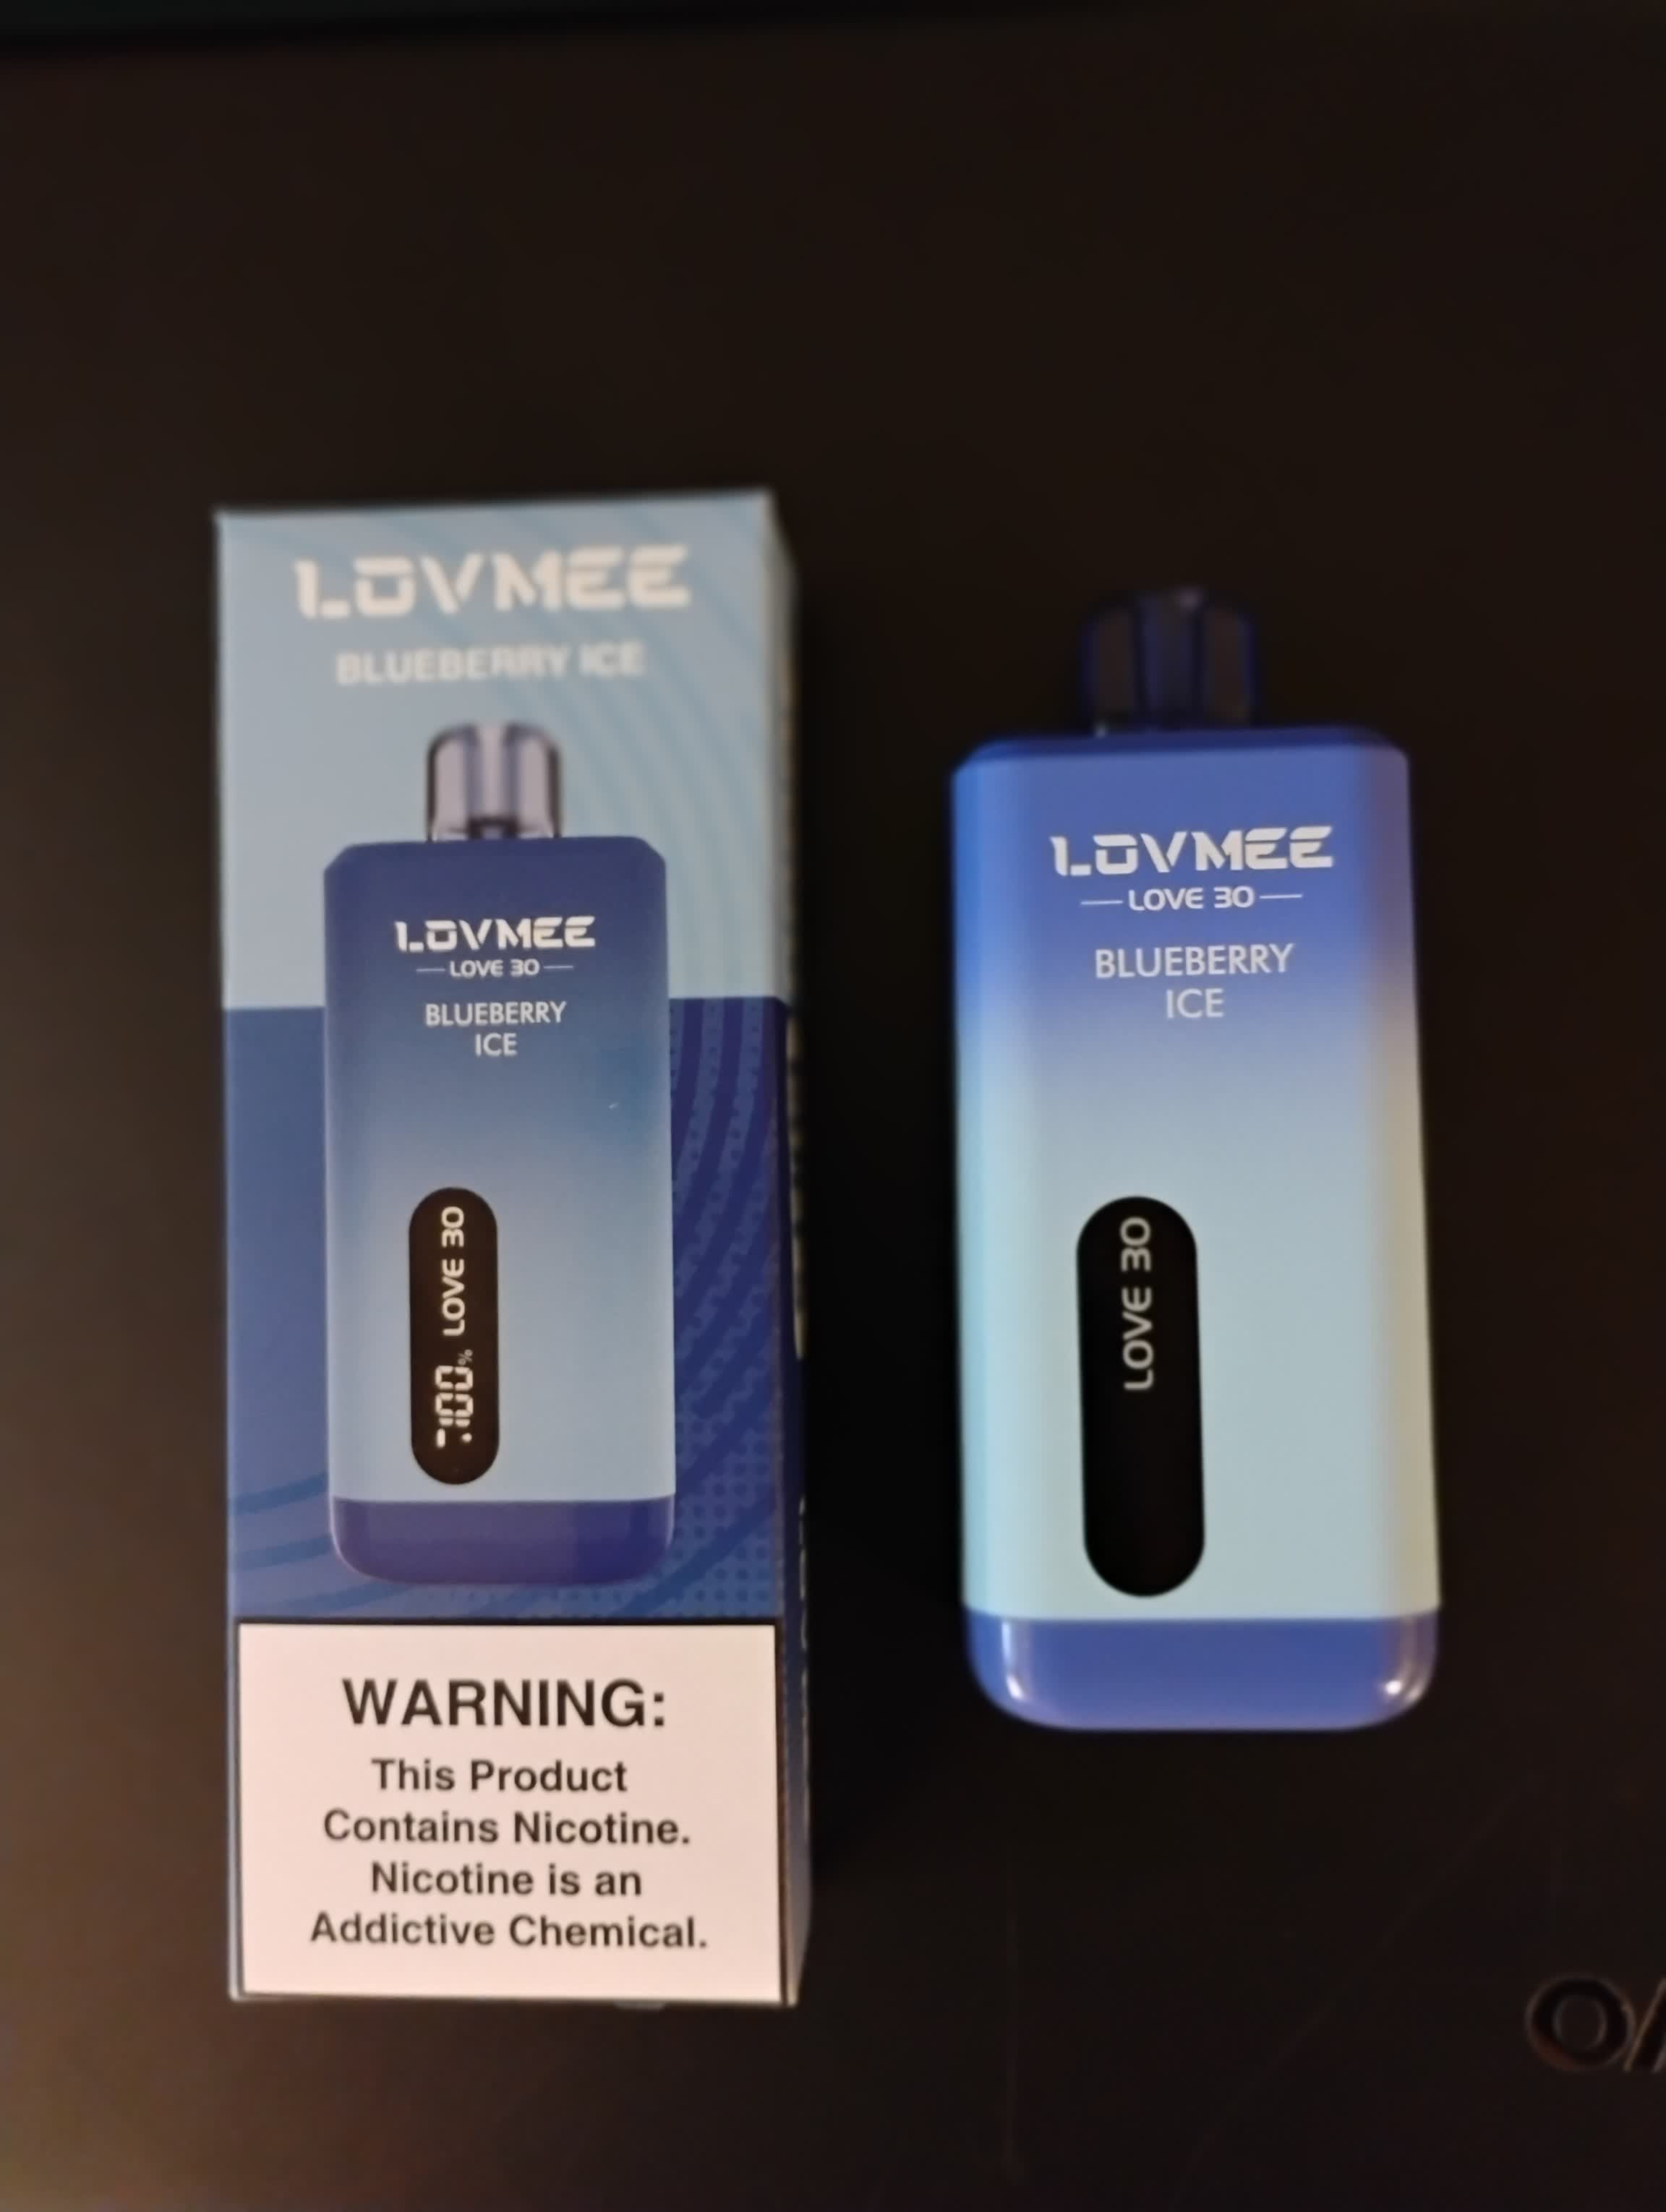 LOVMEE
BLUEBERRY ICE
LOVMEE
LOVE 30
BLUEBERRY
ICE
100% LOVE 30
WARNING:
This Product
Contains Nicotine.
Nicotine is an
Addictive Chemical.
LOVMEE
LOVE 30
BLUEBERRY
ICE
LOVE 30